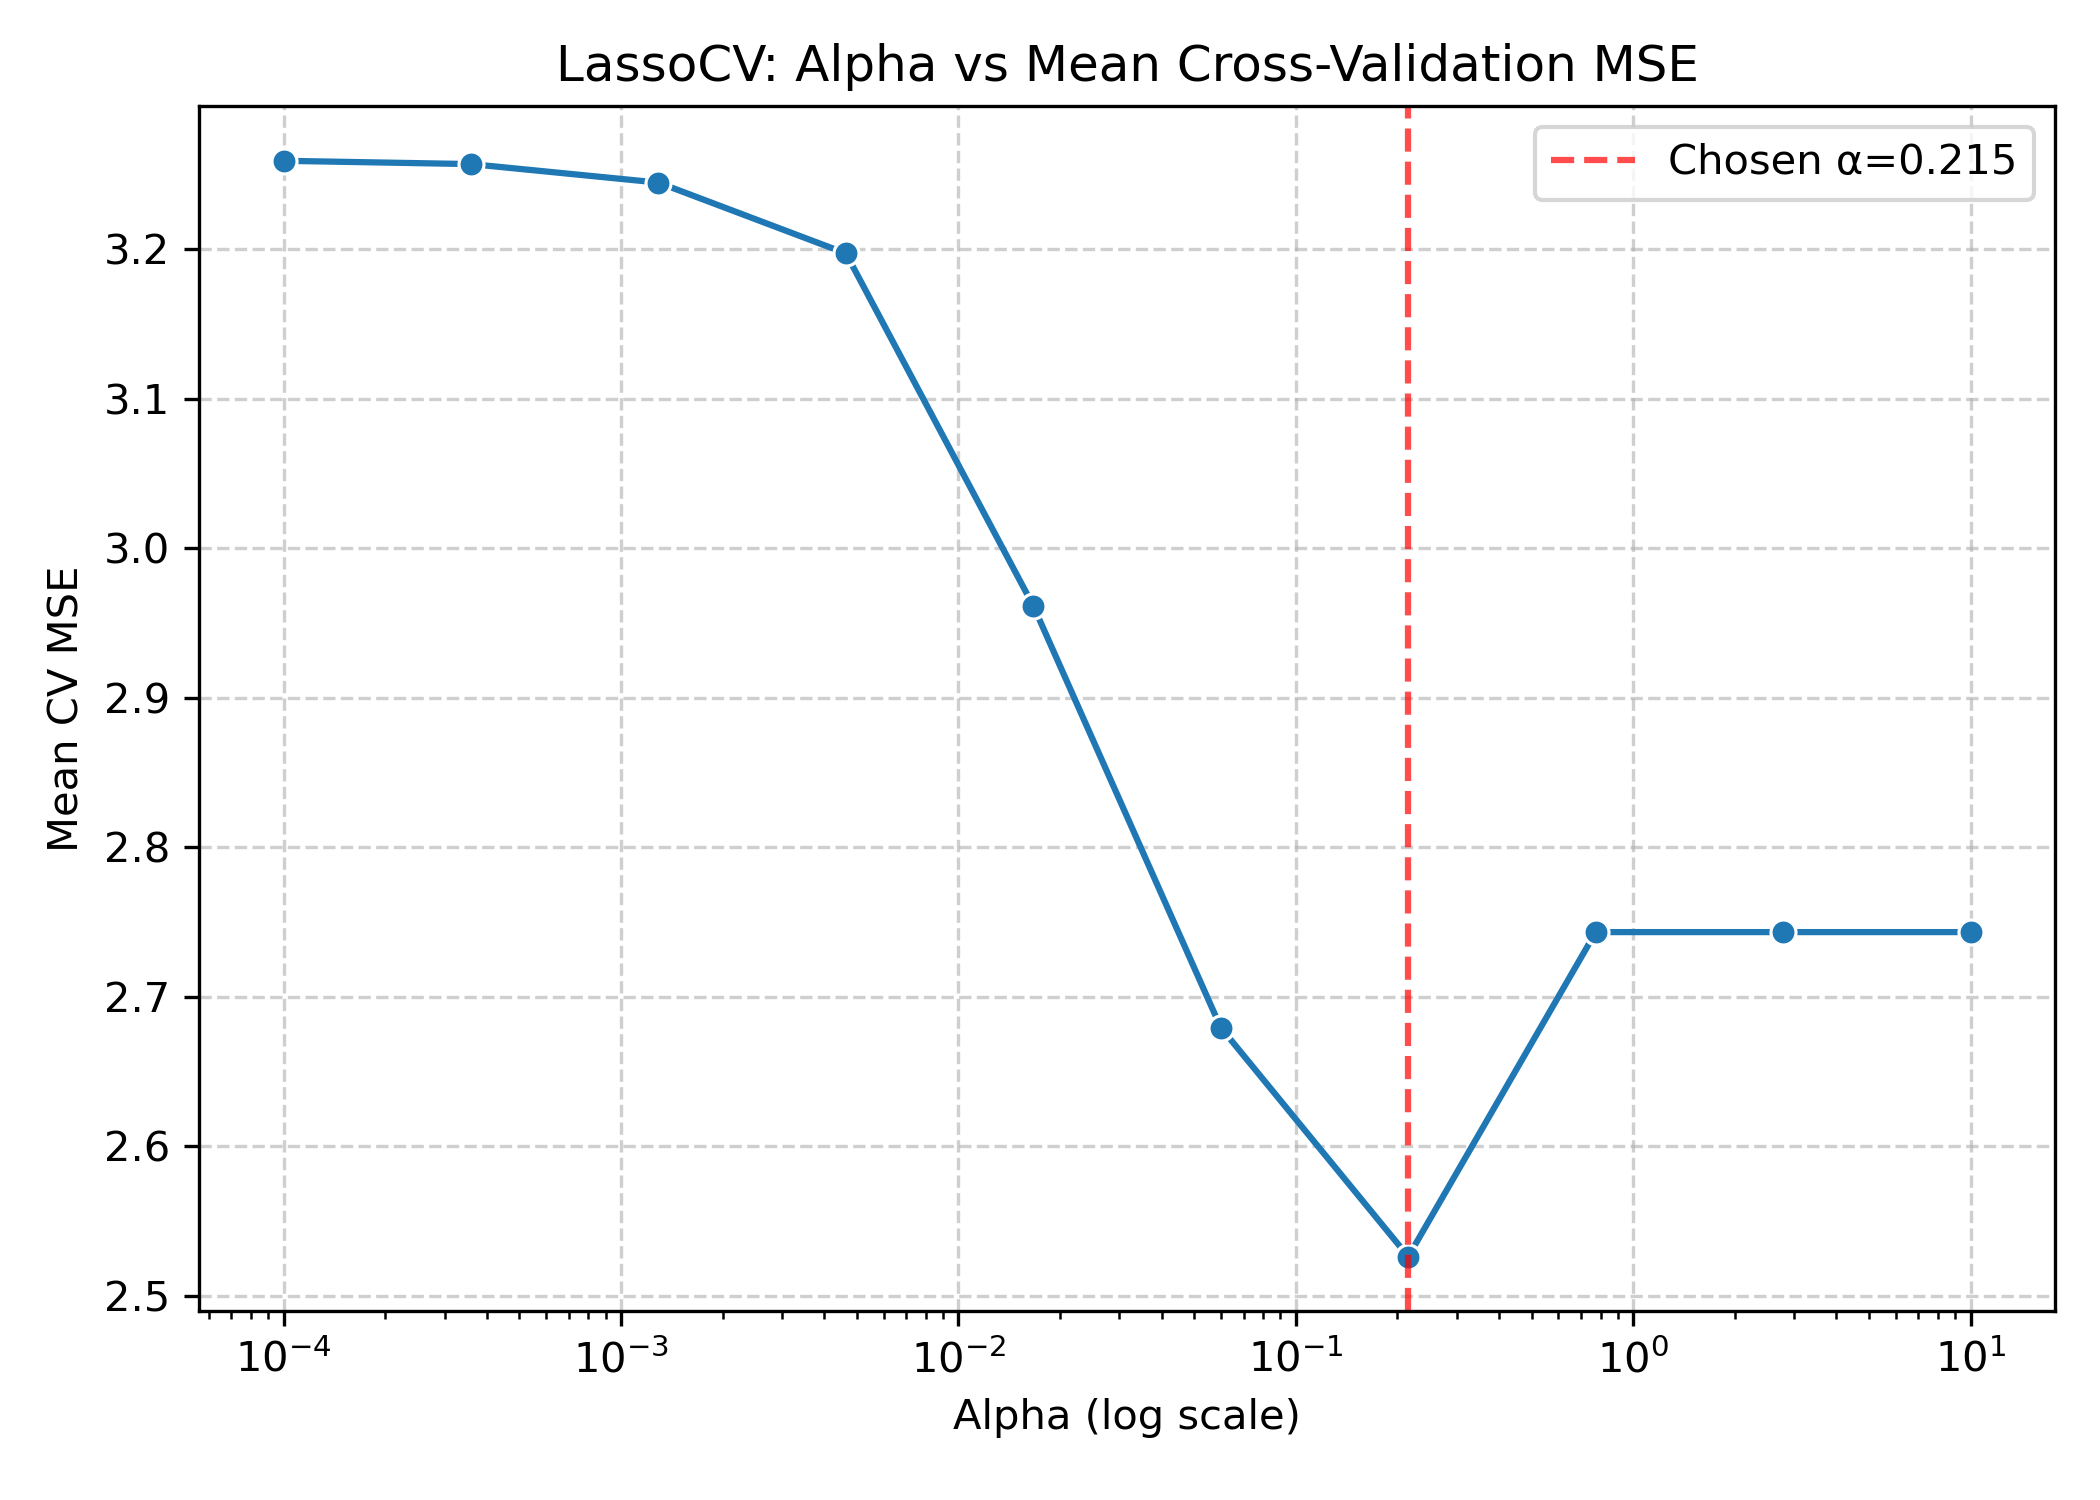 LassoCV: Alpha vs Mean Cross-Validation MSE
Chosen α=0.215
Mean CV MSE
3.2
3.1
3.0
2.9
2.8
2.7
2.6
2.5
10⁻⁴ 10⁻³ 10⁻² 10⁻¹ 10⁰ 10¹
Alpha (log scale)